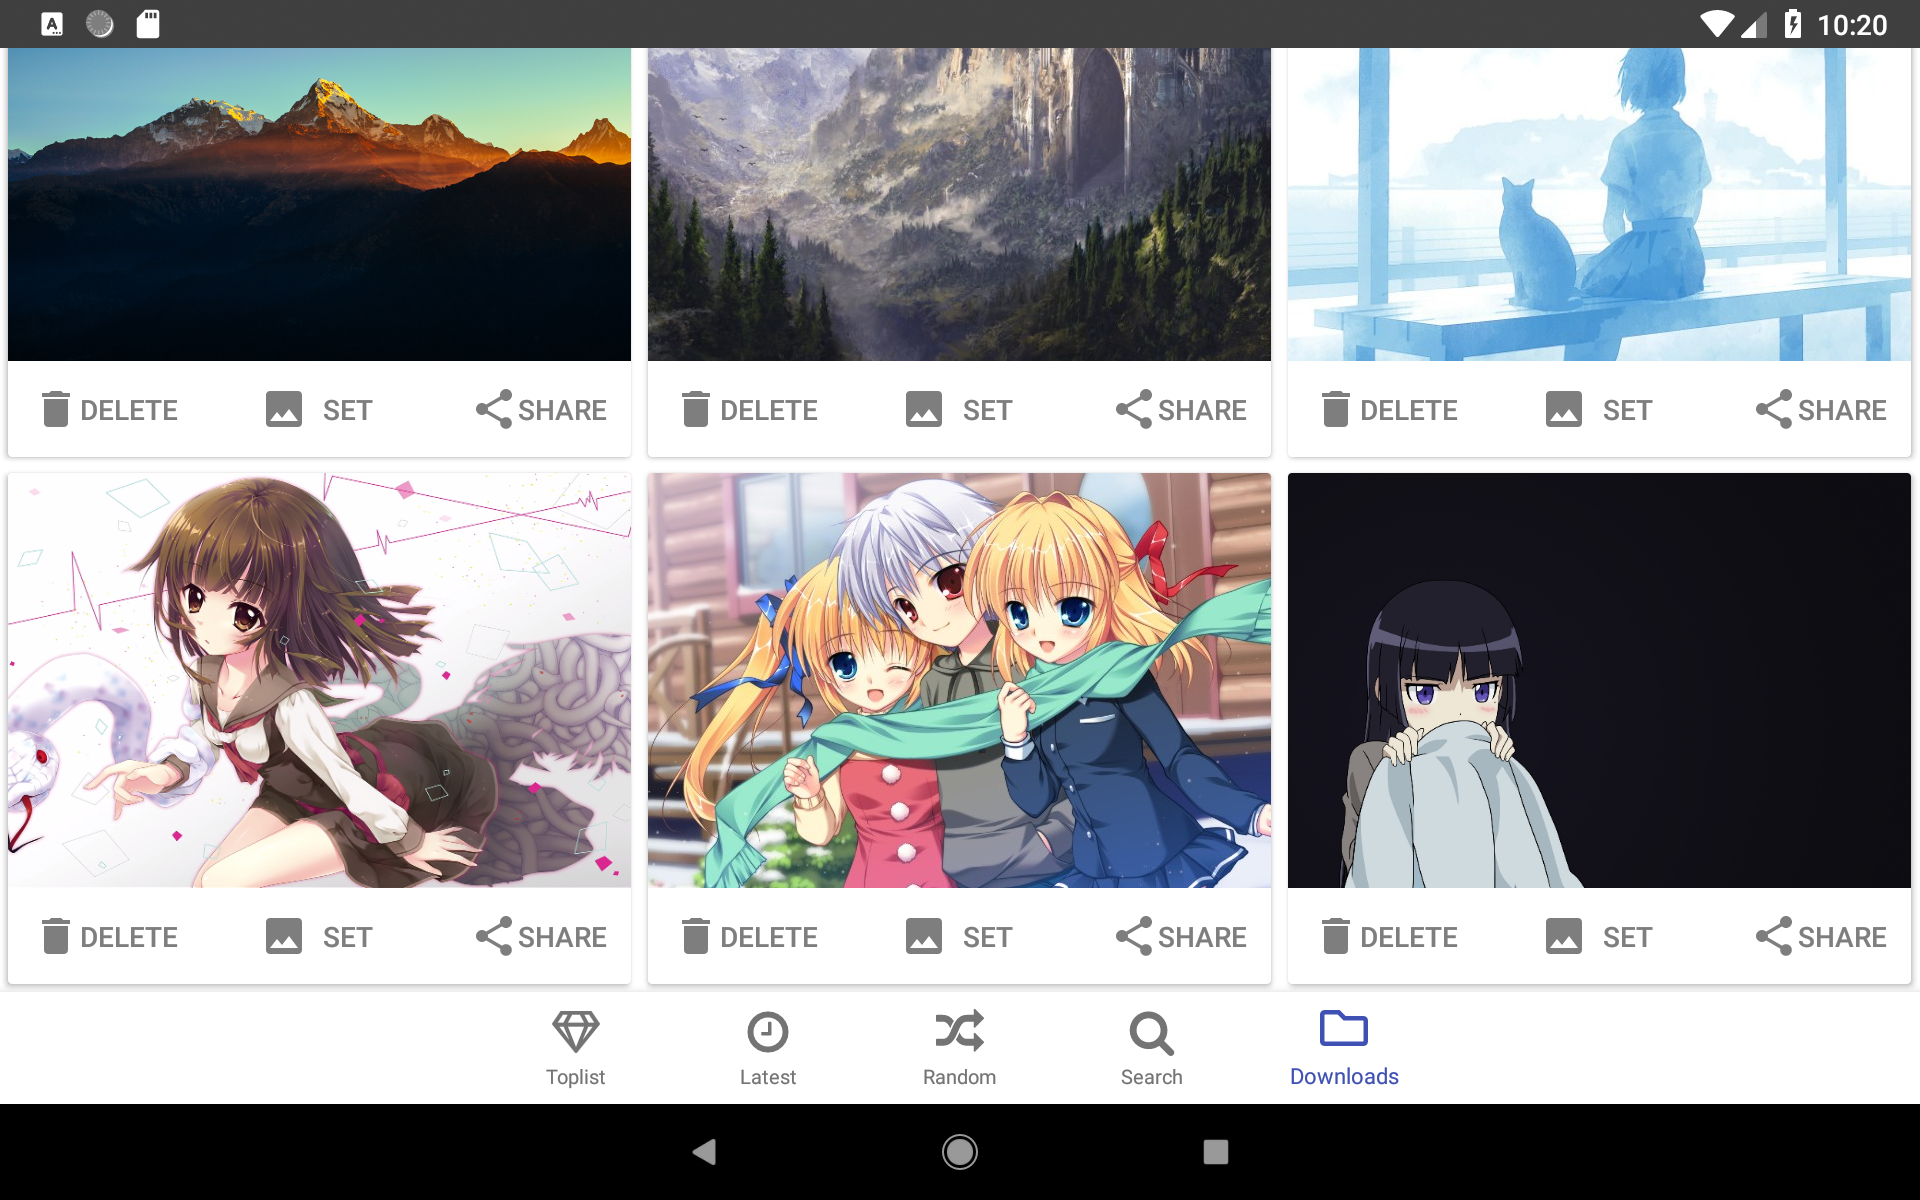 A
10:20
DELETE SET SHARE DELETE SET SHARE DELETE SET SHARE
DELETE SET SHARE DELETE SET SHARE DELETE SET SHARE
Toplist Latest Random Search Downloads